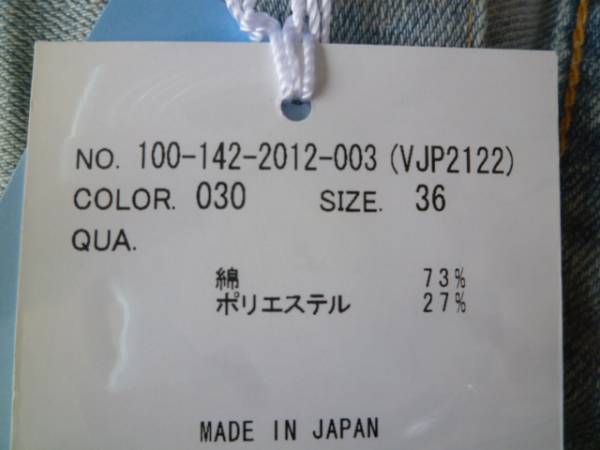 NO. 100-142-2012-003 (VJP2122)
COLOR. 030 SIZE. 36
QUA.
綿 73%
ポリエステル 27%
MADE IN JAPAN